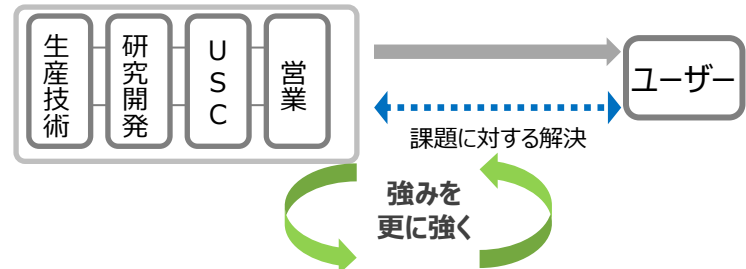 生産技術
研究開発
USC
営業
ユーザー
課題に対する解決
強みを
更に強く